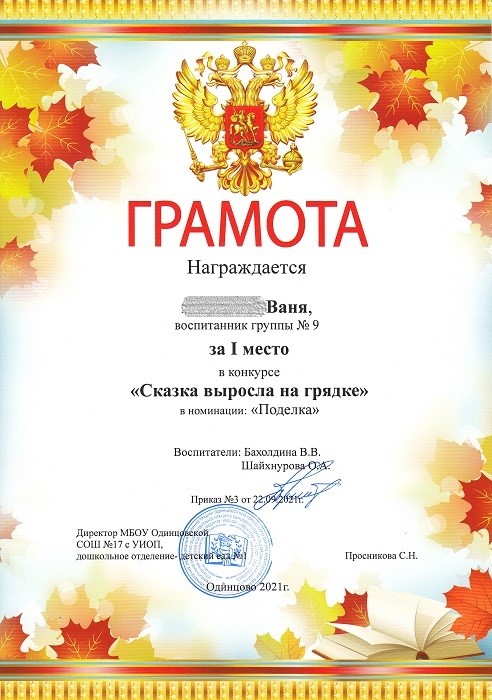 ГРАМОТА
Награждается
Ваня,
воспитанник группы № 9
за I место
в конкурсе
«Сказка выросла на грядке»
в номинации: «Поделка»
Воспитатели: Бахолдина В.В.
Шайхнурова О.А.
Приказ №3 от 22.09.2021г.
Директор МБОУ Одинцовской
СОШ №17 с УИОП,
дошкольное отделение- детский сад №1
Просникова С.Н.
Одинцово 2021г.